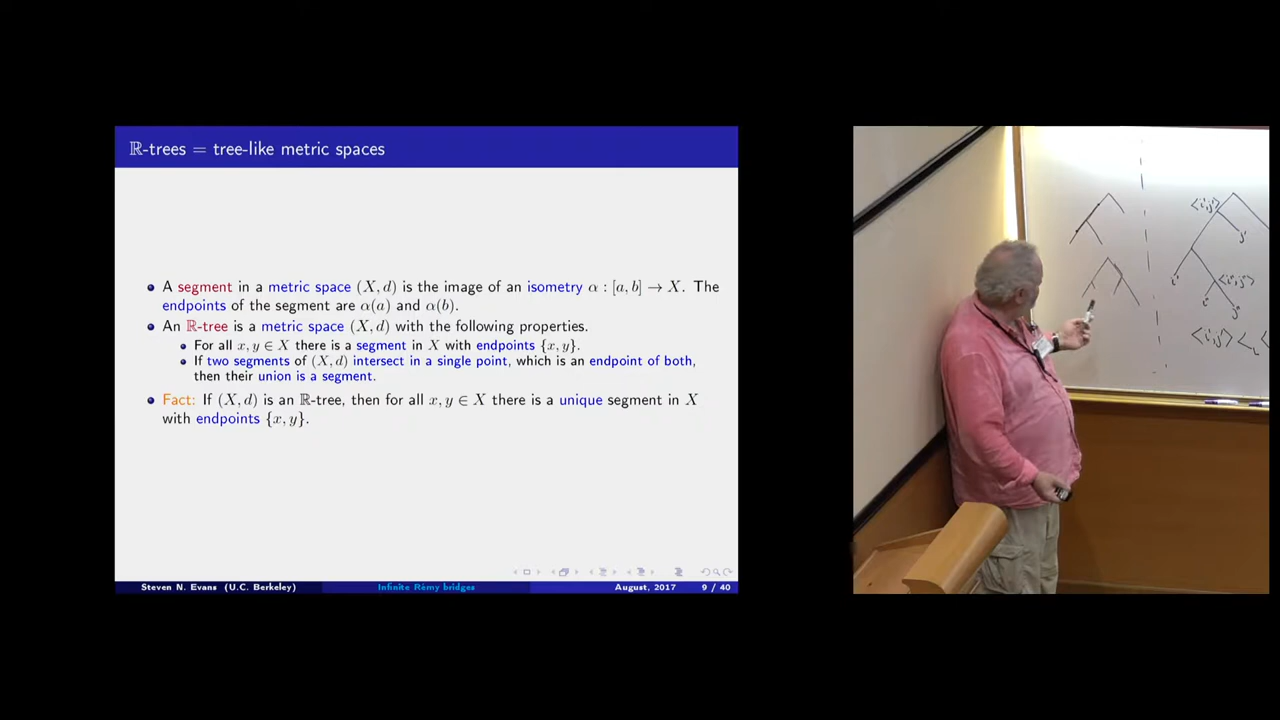 ℝ-trees = tree-like metric spaces
• A segment in a metric space (X, d) is the image of an isometry α : [a, b] → X. The
endpoints of the segment are α(a) and α(b).
• An ℝ-tree is a metric space (X, d) with the following properties.
• For all x, y ∈ X there is a segment in X with endpoints {x, y}.
• If two segments of (X, d) intersect in a single point, which is an endpoint of both,
then their union is a segment.
• Fact: If (X, d) is an ℝ-tree, then for all x, y ∈ X there is a unique segment in X
with endpoints {x, y}.
Steven N. Evans (U.C. Berkeley) Infinite Rémy bridges August, 2017 9 / 40